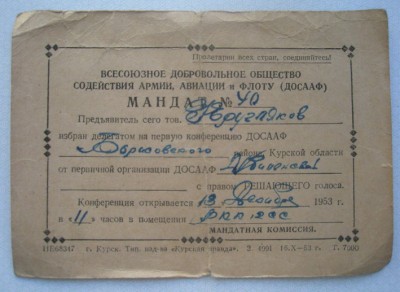 Пролетарии всех стран, соединяйтесь!
ВСЕСОЮЗНОЕ ДОБРОВОЛЬНОЕ ОБЩЕСТВО
СОДЕЙСТВИЯ АРМИИ, АВИАЦИИ и ФЛОТУ (ДОСААФ)
МАНДАТ № 40
Предъявитель сего тов.
избран делегатом на первую конференцию ДОСААФ
района, Курской области
от первичной организации ДОСААФ
с правом РЕШАЮЩЕГО голоса.
Конференция открывается 13 декабря 1953 г.
в "11" часов в помещении
МАНДАТНАЯ КОМИССИЯ.
г. Курск. Тип. изд-ва «Курская правда».